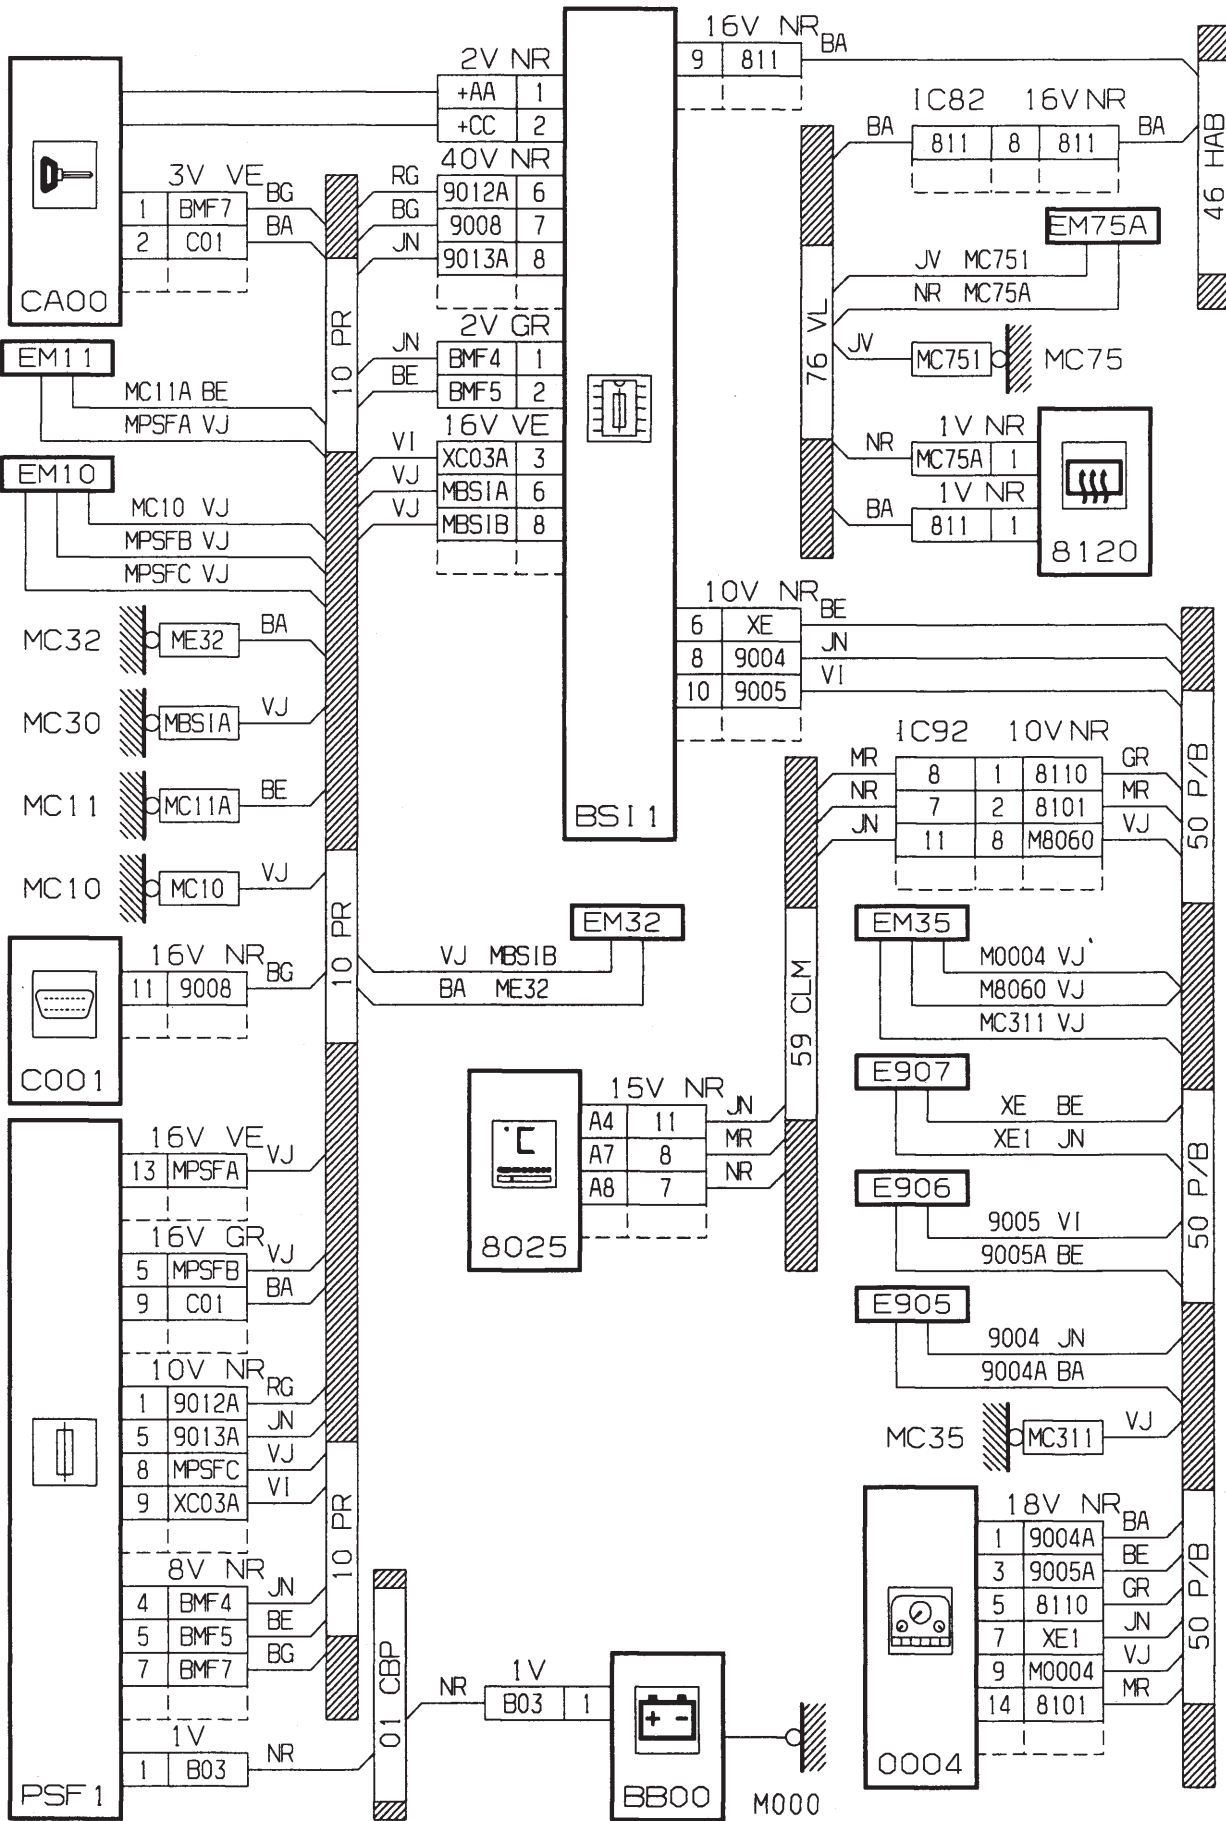 16V NR BA
9 811
2V NR
+AA 1
+CC 2
IC82 16V NR
BA 811 8 811 BA
46 HAB
40V NR
RG 9012A 6
BG 9008 7
JN 9013A 8
3V VE
1 BMF7 BG
2 C01 BA
CA00
EM75A
JV MC751
NR MC75A
76 VL
JV MC751 MC75
2V GR
JN BMF4 1
BE BMF5 2
10 PR
EM11
MC11A BE
MPSFA VJ
16V VE
VI XC03A 3
VJ MBSIA 6
VJ MBSIB 8
1V NR
NR MC75A 1
1V NR
BA 811 1
8120
EM10
MC10 VJ
MPSFB VJ
MPSFC VJ
10V NR
6 XE BE
8 9004 JN
10 9005 VI
MC32 ME32 BA
MC30 MBSIA VJ
MC11 MC11A BE
MC10 MC10 VJ
BSI1
IC92 10V NR
MR 8 1 8110 GR
NR 7 2 8101 MR
JN 11 8 M8060 VJ
50 P/B
10 PR
16V NR
11 9008 BG
C001
EM32
VJ MBSIB
BA ME32
59 CLM
EM35
M0004 VJ
M8060 VJ
MC311 VJ
E907
XE BE
XE1 JN
50 P/B
15V NR
A4 11 JN
A7 8 MR
A8 7 NR
8025
E906
9005 VI
9005A BE
E905
9004 JN
9004A BA
MC35 MC311 VJ
16V VE
13 MPSFA VJ
16V GR
5 MPSFB VJ
9 C01 BA
10V NR
1 9012A RG
5 9013A JN
8 MPSFC VJ
9 XC03A VI
10 PR
8V NR
4 BMF4 JN
5 BMF5 BE
7 BMF7 BG
1V
1 B03 NR
PSF1
01 CBP
1V
NR B03 1
BB00
M000
18V NR
1 9004A BA
3 9005A BE
5 8110 GR
7 XE1 JN
9 M0004 VJ
14 8101 MR
0004
50 P/B